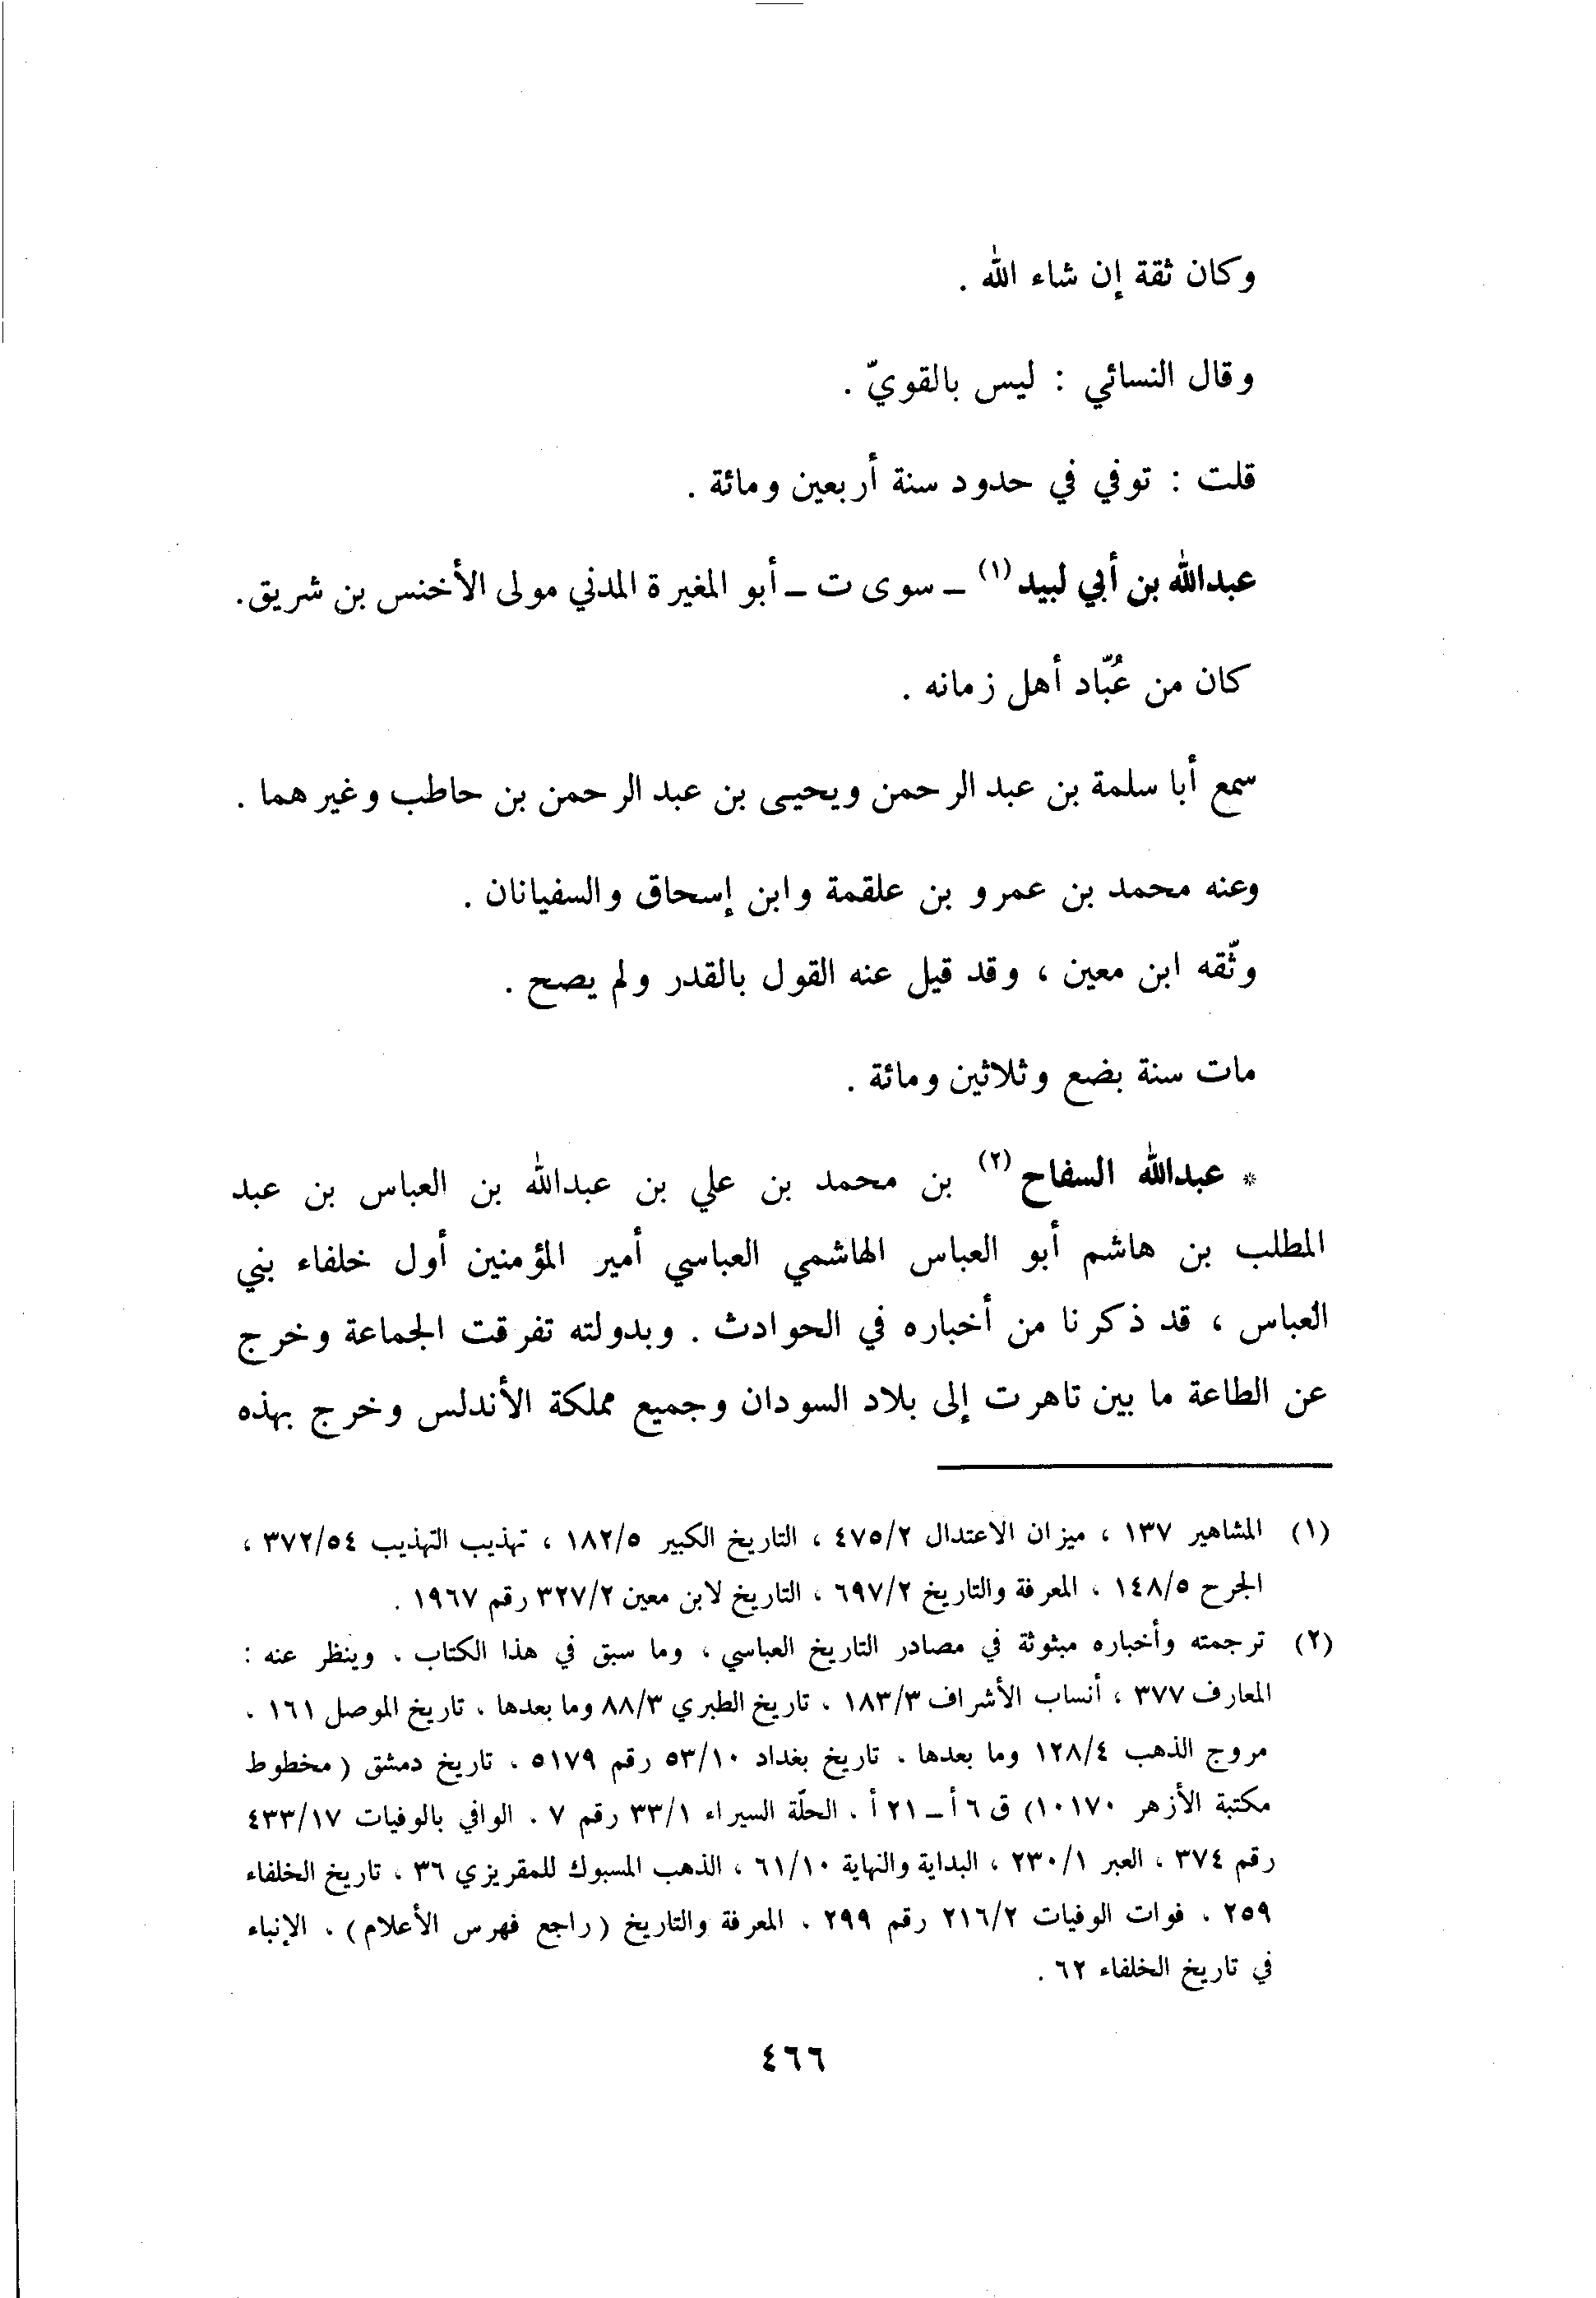 وكان ثقة إن شاء الله .
وقال النسائي : ليس بالقويّ .
قلت : توفي في حدود سنة أربعين ومائة .
عبدالله بن أبي لبيد (١) ـ سوى ت ـ أبو المغيرة المدني مولى الأخنس بن شريق.
كان من عُبّاد أهل زمانه .
سمع أبا سلمة بن عبد الرحمن ويحيى بن عبد الرحمن بن حاطب وغيرهما .
وعنه محمد بن عمرو بن علقمة وابن إسحاق والسفيانان .
وثّقه ابن معين ، وقد قيل عنه القول بالقدر ولم يصح .
مات سنة بضع وثلاثين ومائة .
* عبدالله السفاح (٢) بن محمد بن علي بن عبدالله بن العباس بن عبد
المطلب بن هاشم أبو العباس الهاشمي العباسي أمير المؤمنين أول خلفاء بني
العباس ، قد ذكرنا من أخباره في الحوادث . وبدولته تفرقت الجماعة وخرج
عن الطاعة ما بين تاهرت إلى بلاد السودان وجميع مملكة الأندلس وخرج بهذه
(١) المشاهير ١٣٧ ، ميزان الاعتدال ٤٧٥/٢ ، التاريخ الكبير ١٨٢/٥ ، تهذيب التهذيب ٣٧٢/٥٤ ،
الجرح ١٤٨/٥ ، المعرفة والتاريخ ٦٩٧/٢ ، التاريخ لابن معين ٣٢٧/٢ رقم ١٩٦٧ .
(٢) ترجمته وأخباره مبثوثة في مصادر التاريخ العباسي ، وما سبق في هذا الكتاب . وينظر عنه :
المعارف ٣٧٧ ، أنساب الأشراف ١٨٣/٣ ، تاريخ الطبري ٨٨/٣ وما بعدها ، تاريخ الموصل ١٦١ ،
مروج الذهب ١٢٨/٤ وما بعدها ، تاريخ بغداد ٥٣/١٠ رقم ٥١٧٩ ، تاريخ دمشق ( مخطوط
مكتبة الأزهر ١٠١٧٠) ق ٦ أ ـ ٢١ أ ، الحلّة السيراء ٣٣/١ رقم ٧ . الوافي بالوفيات ٤٣٣/١٧
رقم ٣٧٤ ، العبر ٢٣٠/١ ، البداية والنهاية ٦١/١٠ ، الذهب المسبوك للمقريزي ٣٦ ، تاريخ الخلفاء
٢٥٩ ، فوات الوفيات ٢١٦/٢ رقم ٢٩٩ ، المعرفة والتاريخ (راجع فهرس الأعلام) ، الإنباء
في تاريخ الخلفاء ٦٢ .
٤٦٦